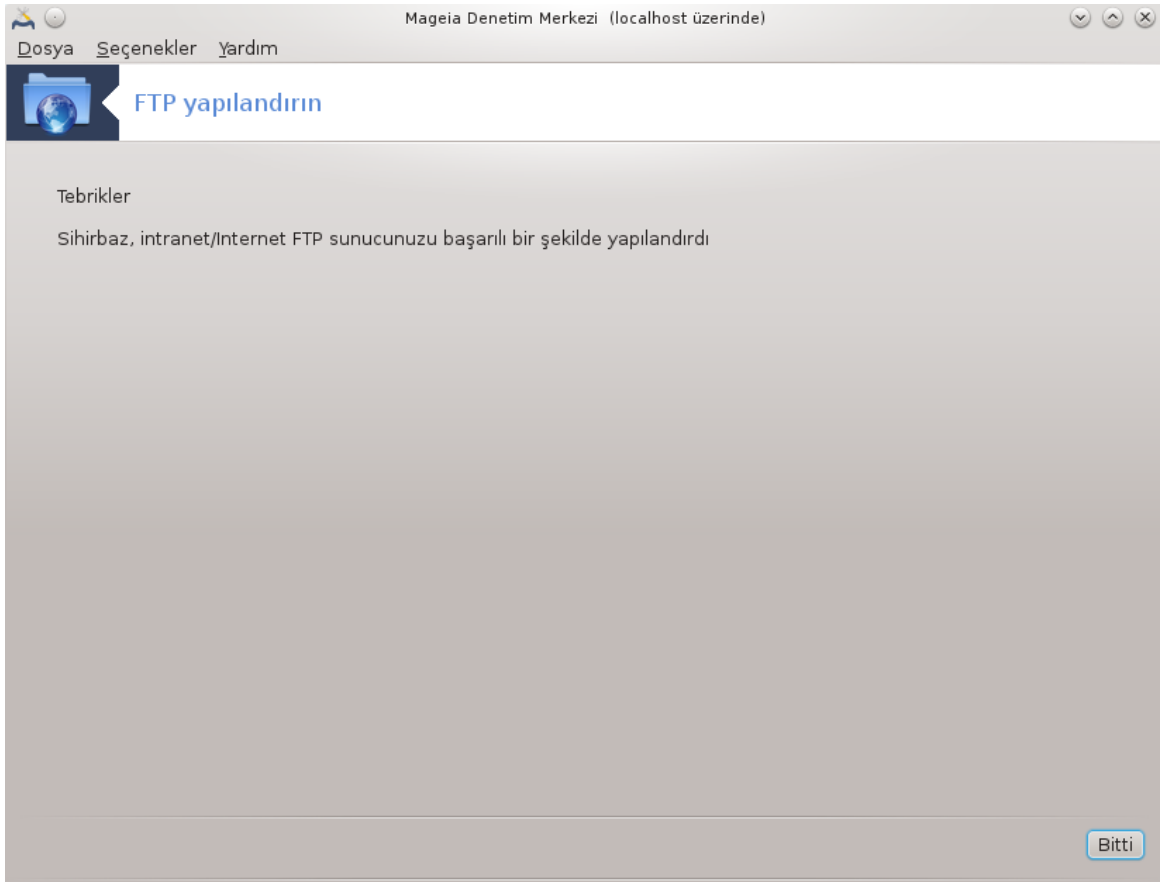 Mageia Denetim Merkezi (localhost üzerinde)
Dosya Seçenekler Yardım
FTP yapılandırın
Tebrikler
Sihirbaz, intranet/Internet FTP sunucunuzu başarılı bir şekilde yapılandırdı
Bitti